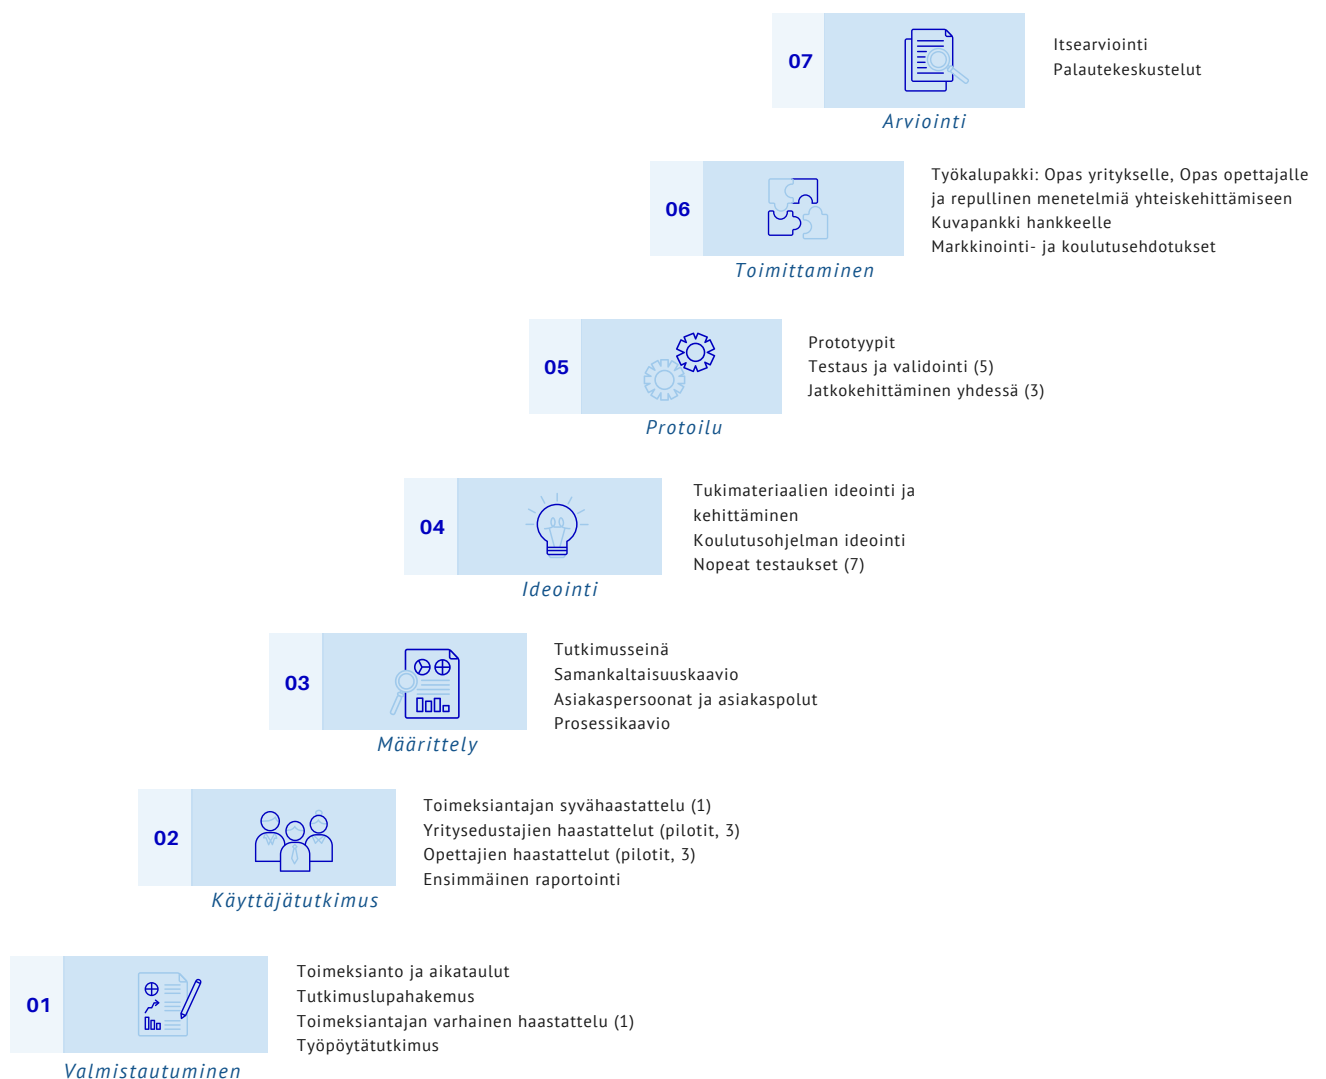 07
Itsearviointi
Palautekeskustelut
Arviointi
06
Työkalupakki: Opas yritykselle, Opas opettajalle
ja repullinen menetelmiä yhteiskehittämiseen
Kuvapankki hankkeelle
Markkinointi- ja koulutusehdotukset
Toimittaminen
05
Prototyypit
Testaus ja validointi (5)
Jatkokehittäminen yhdessä (3)
Protoilu
04
Tukimateriaalien ideointi ja
kehittäminen
Koulutusohjelman ideointi
Nopeat testaukset (7)
Ideointi
03
Tutkimusseinä
Samankaltaisuuskaavio
Asiakaspersoonat ja asiakaspolut
Prosessikaavio
Määrittely
02
Toimeksiantajan syvähaastattelu (1)
Yritysedustajien haastattelut (pilotit, 3)
Opettajien haastattelut (pilotit, 3)
Ensimmäinen raportointi
Käyttäjätutkimus
01
Toimeksianto ja aikataulut
Tutkimuslupahakemus
Toimeksiantajan varhainen haastattelu (1)
Työpöytätutkimus
Valmistautuminen